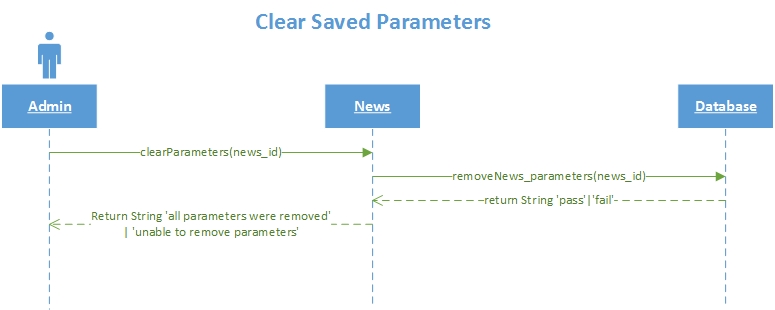 Clear Saved Parameters
Admin
News
Database
clearParameters(news_id)
removeNews_parameters(news_id)
return String 'pass'|'fail'
Return String 'all parameters were removed'
| 'unable to remove parameters'